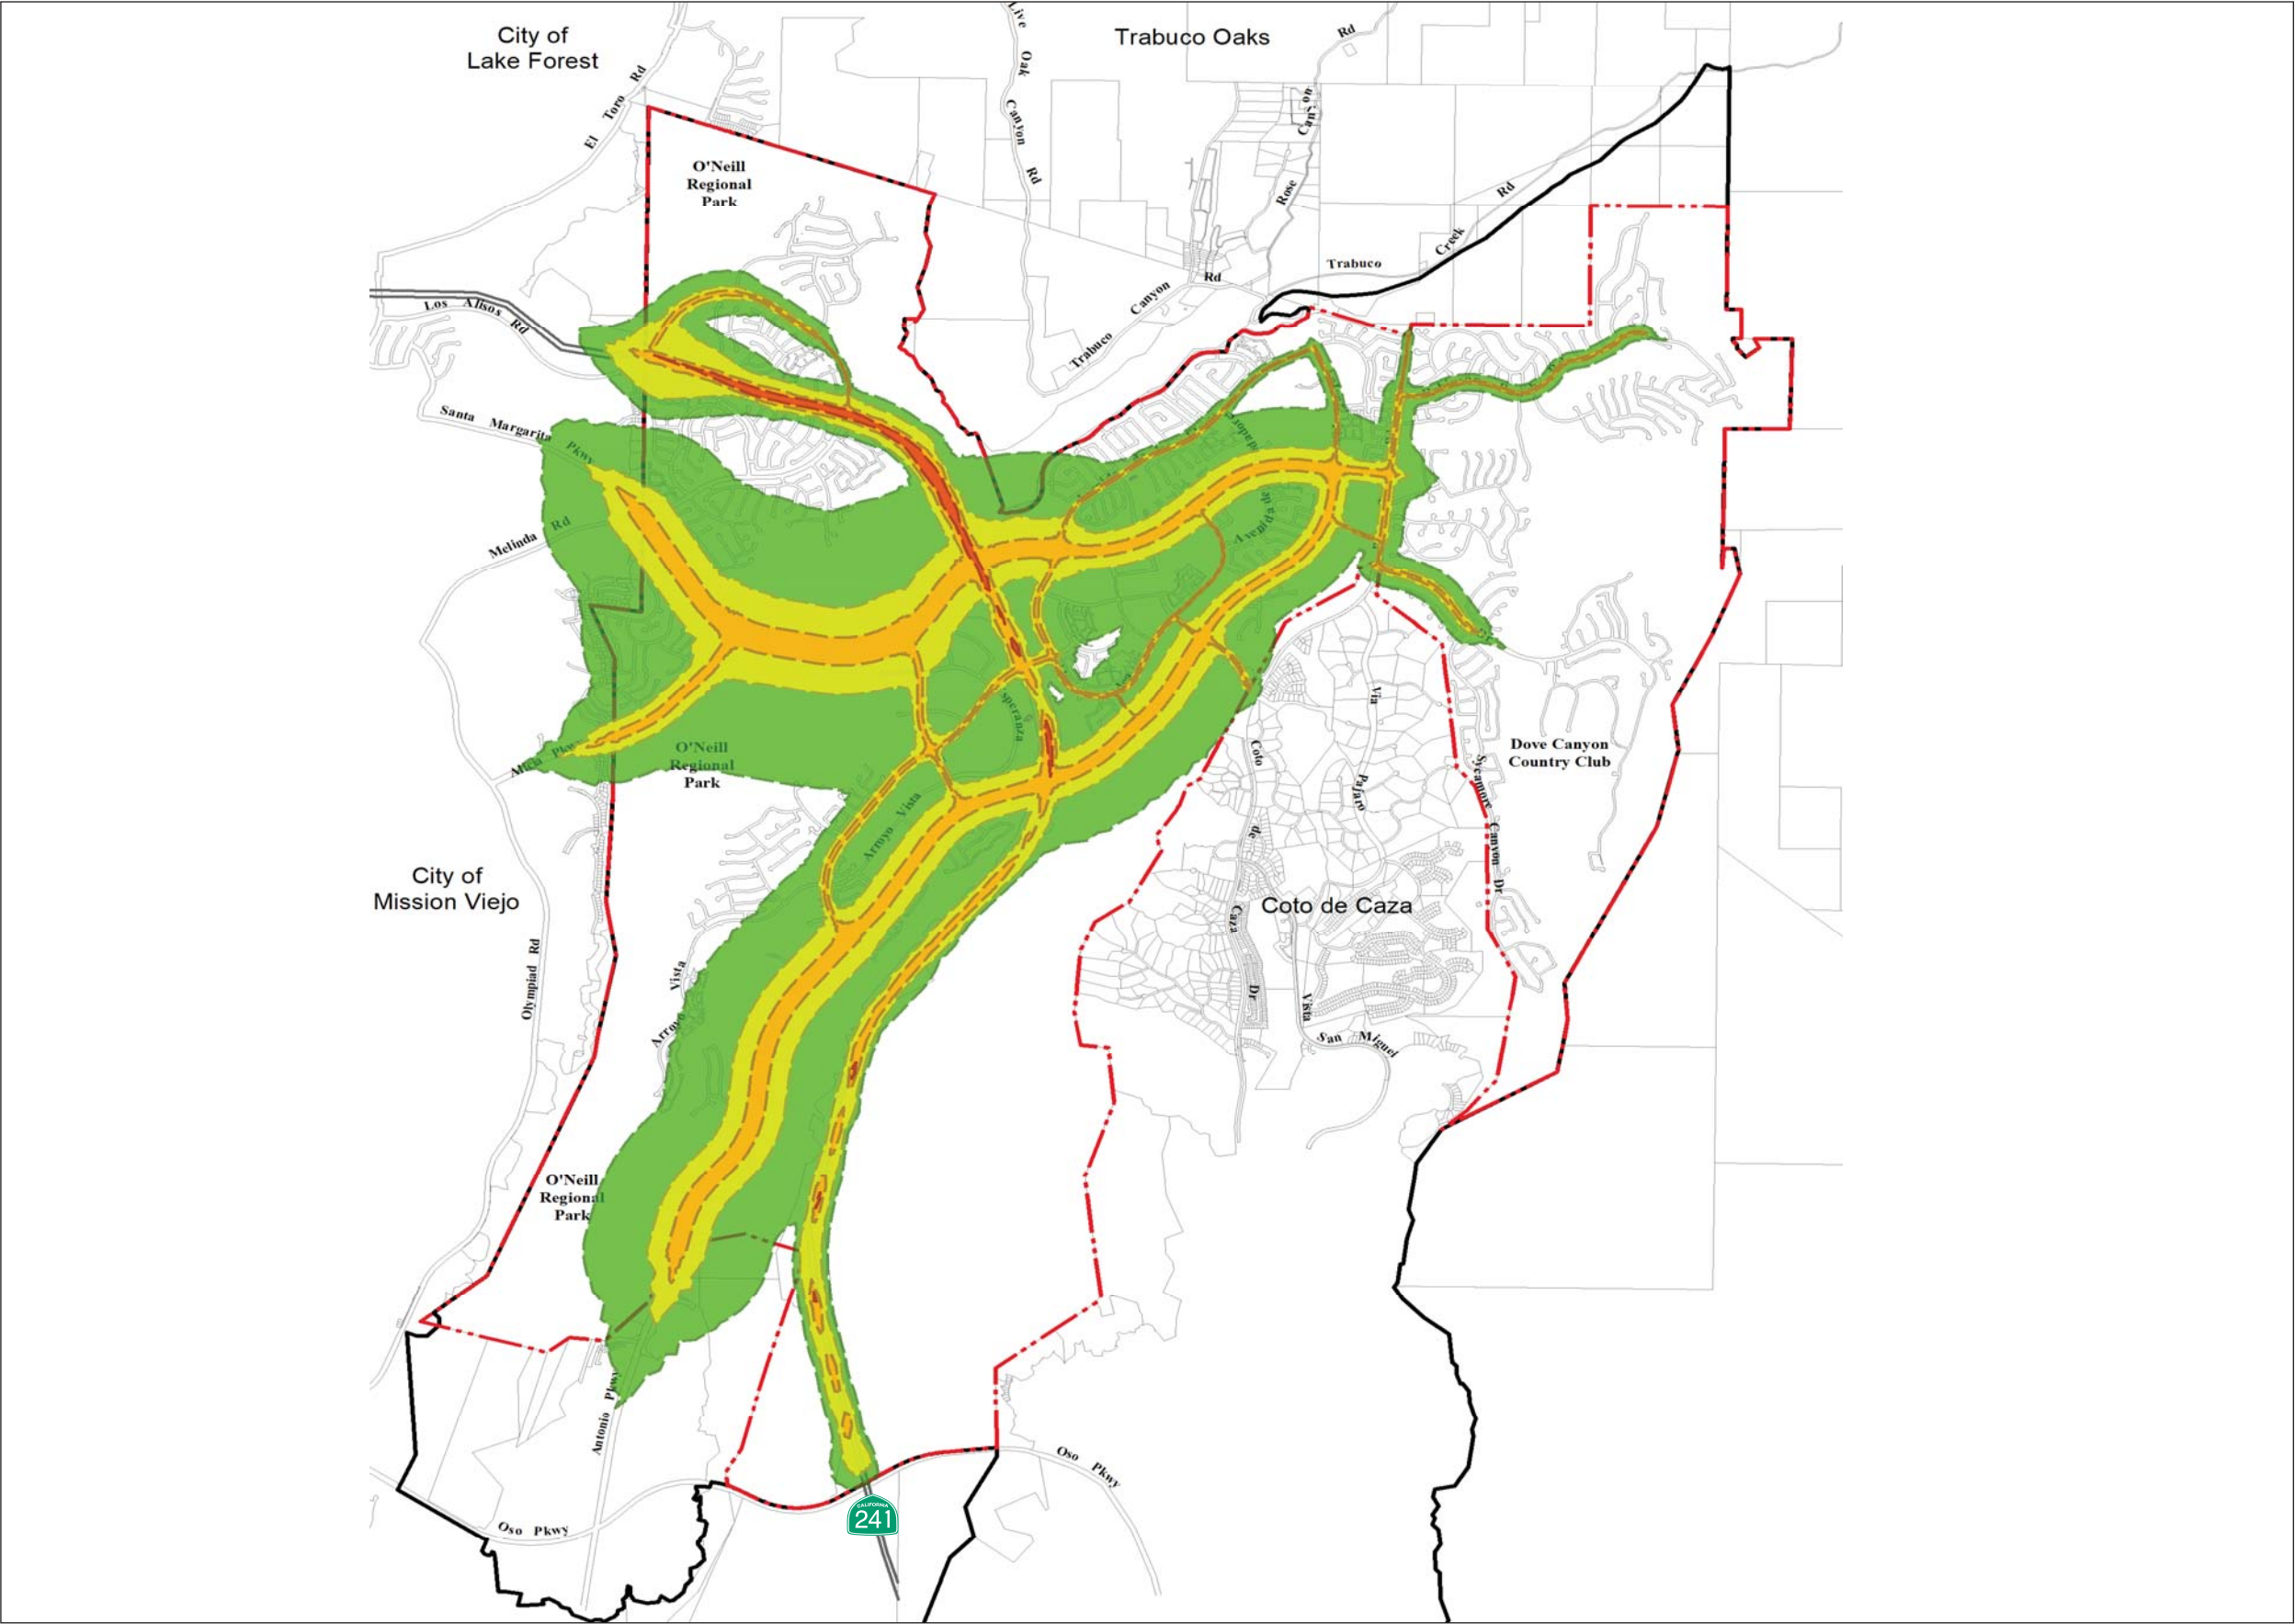 City of
Lake Forest
Trabuco Oaks
Live Oak Canyon Rd
Rd
El Toro Rd
O'Neill
Regional
Park
Rose Canyon
Trabuco Creek Rd
Trabuco Canyon Rd
Los Alisos Rd
Santa Margarita Pkwy
Melinda Rd
Avenida de
Alicia Pkwy
O'Neill
Regional
Park
Arroyo Vista
Via Pajaro
Coto de Caza Dr
Dove Canyon
Country Club
Sycamore Canyon Dr
City of
Mission Viejo
Coto de Caza
Olympiad Rd
Arroyo Vista
Vista
San Miguel
O'Neill
Regional
Park
Antonio Pkwy
Oso Pkwy
Oso Pkwy
CALIFORNIA
241